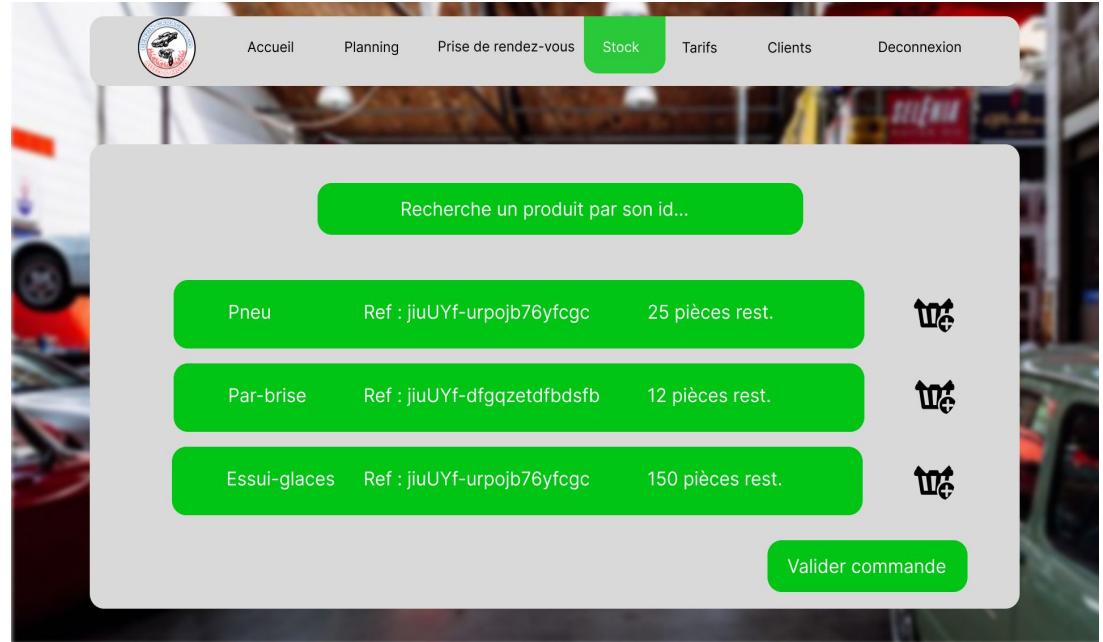 Accueil Planning Prise de rendez-vous Stock Tarifs Clients Deconnexion
SELENIA
Recherche un produit par son id...
Pneu Ref : jiuUYf-urpojb76yfcgc 25 pièces rest.
Par-brise Ref : jiuUYf-dfgqzetdfbdsfb 12 pièces rest.
Essui-glaces Ref : jiuUYf-urpojb76yfcgc 150 pièces rest.
Valider commande